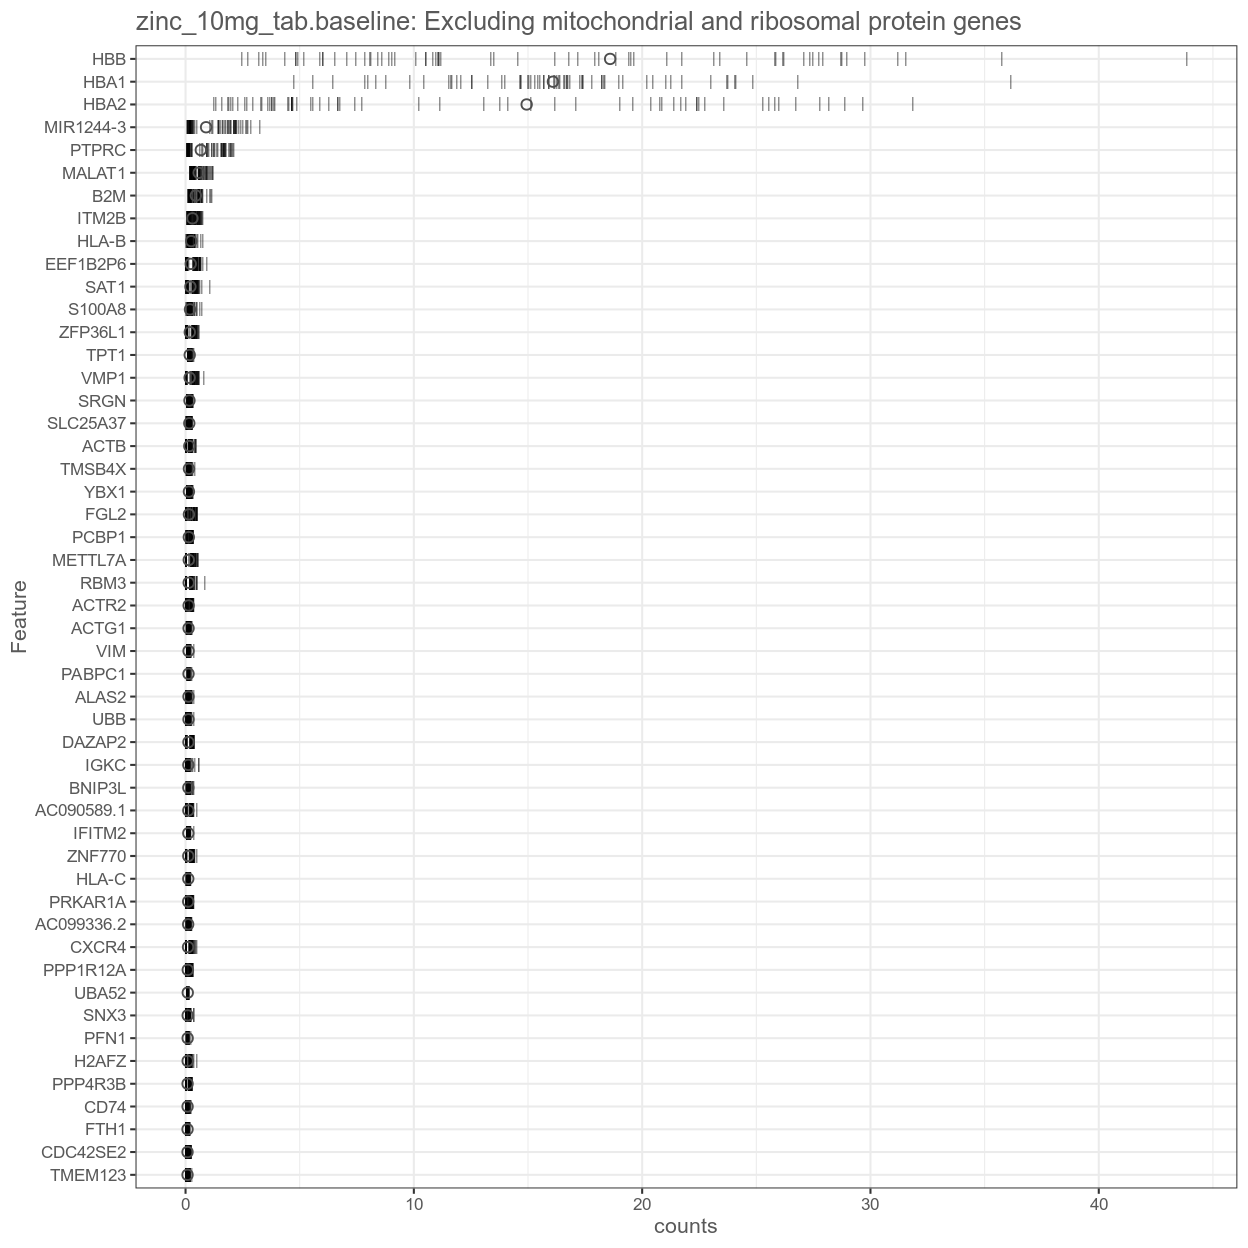 zinc_10mg_tab.baseline: Excluding mitochondrial and ribosomal protein genes
HBB
HBA1
HBA2
MIR1244-3
PTPRC
MALAT1
B2M
ITM2B
HLA-B
EEF1B2P6
SAT1
S100A8
ZFP36L1
TPT1
VMP1
SRGN
SLC25A37
ACTB
TMSB4X
YBX1
FGL2
PCBP1
METTL7A
RBM3
ACTR2
ACTG1
VIM
PABPC1
ALAS2
UBB
DAZAP2
IGKC
BNIP3L
AC090589.1
IFITM2
ZNF770
HLA-C
PRKAR1A
AC099336.2
CXCR4
PPP1R12A
UBA52
SNX3
PFN1
H2AFZ
PPP4R3B
CD74
FTH1
CDC42SE2
TMEM123
Feature
0 10 20 30 40
counts